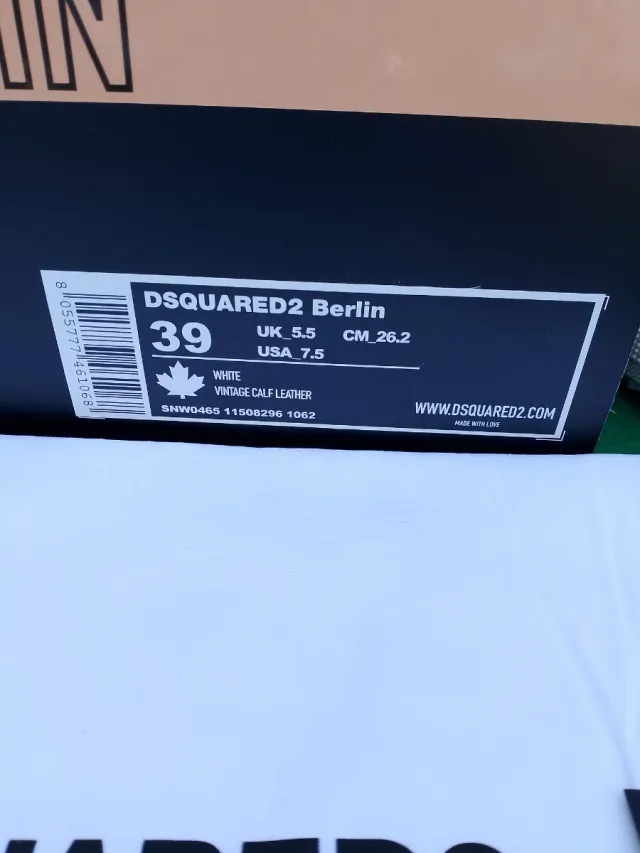 IN
DSQUARED2 Berlin
39
UK_5.5 CM_26.2
USA_7.5
WHITE
VINTAGE CALF LEATHER
SNW0465 11508296 1062
WWW.DSQUARED2.COM
MADE WITH LOVE
8 055777 461068